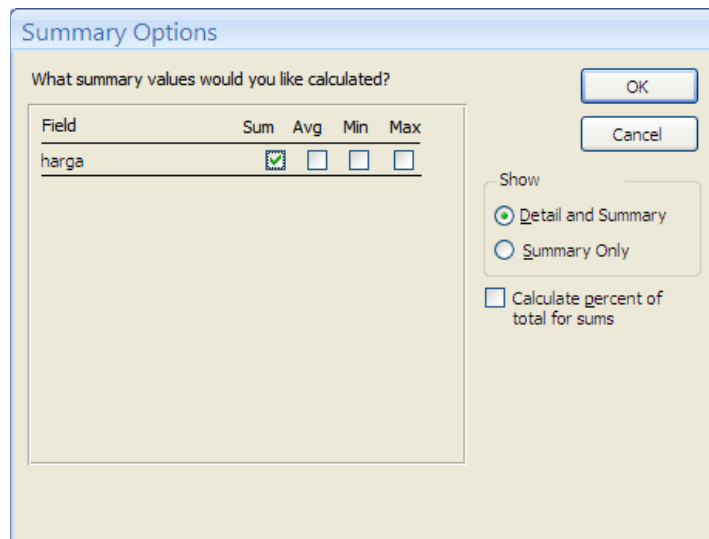 Summary Options
What summary values would you like calculated?
Field Sum Avg Min Max
harga
OK
Cancel
Show
Detail and Summary
Summary Only
Calculate percent of
total for sums